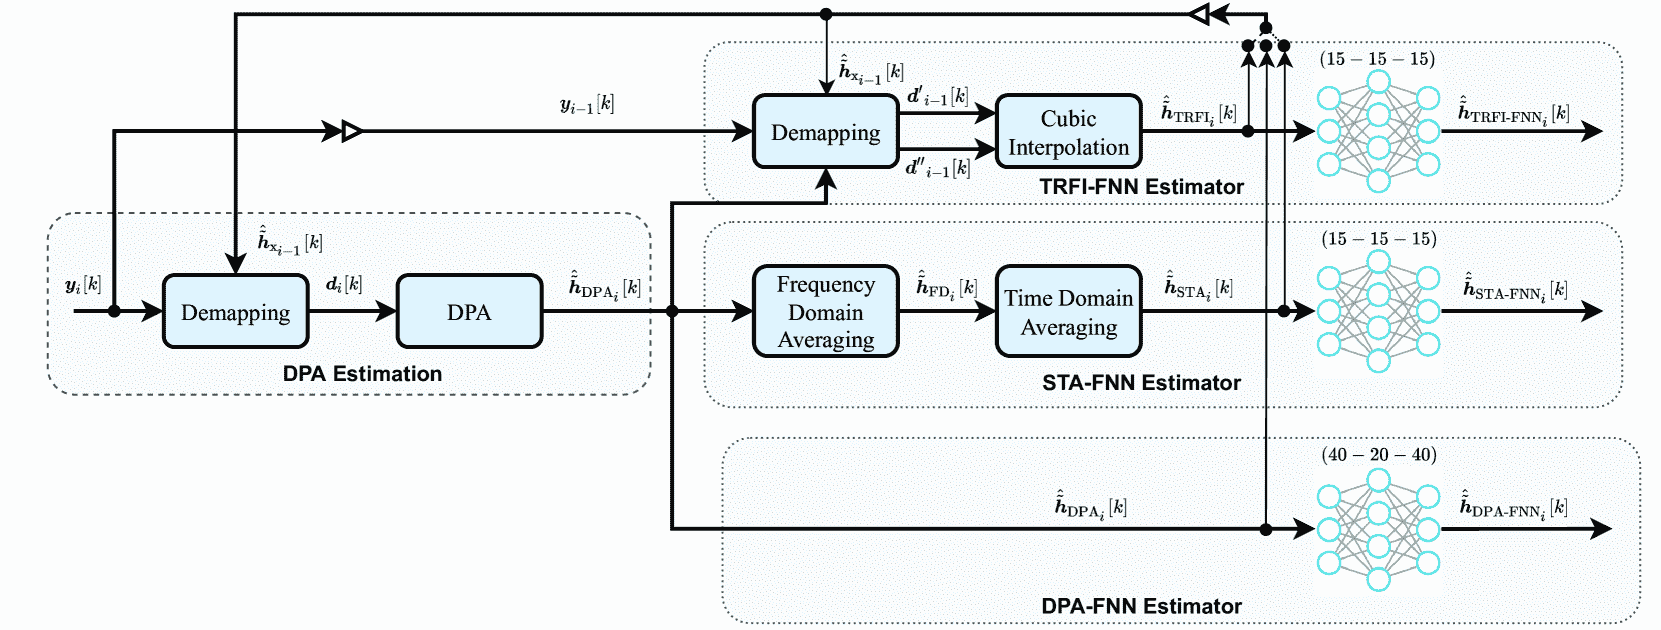 (15 − 15 − 15)
$\hat{\tilde{h}}_{\mathrm{x}_{i-1}}[k]$
$y_{i-1}[k]$
$d'_{i-1}[k]$
$\hat{\tilde{h}}_{\mathrm{TRFI}_i}[k]$
$\hat{\tilde{h}}_{\mathrm{TRFI\text{-}FNN}_i}[k]$
Demapping
Cubic
Interpolation
$d''_{i-1}[k]$
TRFI-FNN Estimator
(15 − 15 − 15)
$\hat{\tilde{h}}_{\mathrm{x}_{i-1}}[k]$
$y_i[k]$
$d_i[k]$
$\hat{\tilde{h}}_{\mathrm{DPA}_i}[k]$
Demapping
DPA
DPA Estimation
Frequency
Domain
Averaging
$\hat{\tilde{h}}_{\mathrm{FD}_i}[k]$
Time Domain
Averaging
$\hat{\tilde{h}}_{\mathrm{STA}_i}[k]$
$\hat{\tilde{h}}_{\mathrm{STA\text{-}FNN}_i}[k]$
STA-FNN Estimator
(40 − 20 − 40)
$\hat{\tilde{h}}_{\mathrm{DPA}_i}[k]$
$\hat{\tilde{h}}_{\mathrm{DPA\text{-}FNN}_i}[k]$
DPA-FNN Estimator